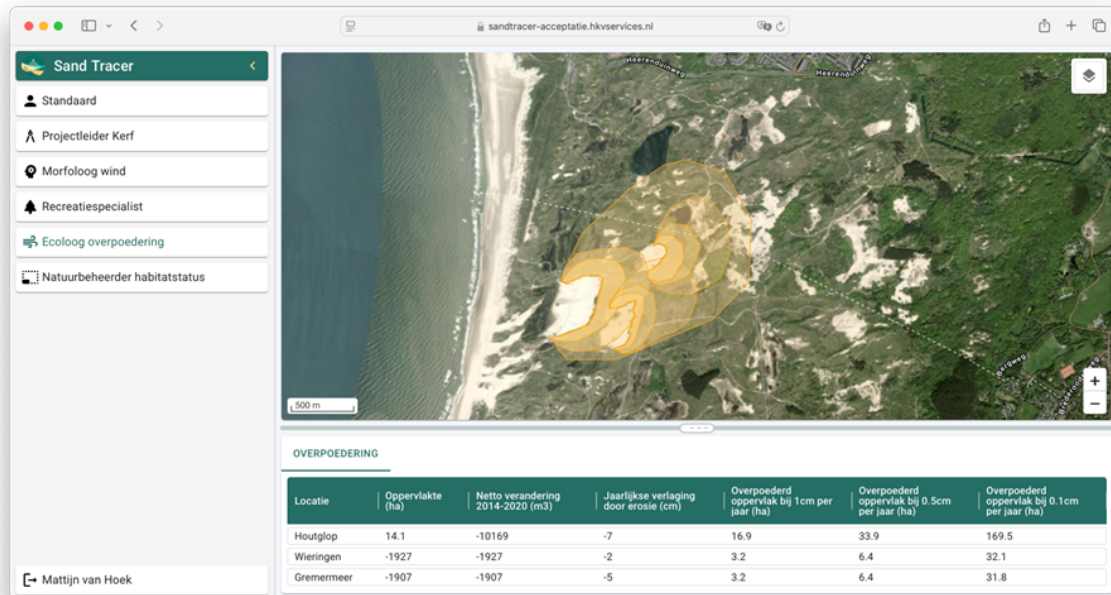 sandtracer-acceptatie.hkvservices.nl
Sand Tracer
Standaard
Projectleider Kerf
Morfoloog wind
Recreatiespecialist
Ecoloog overpoedering
Natuurbeheerder habitatstatus
Mattijn van Hoek
Heerenduinweg
Heerenduinweg
Bergweg
500 m
+
−
OVERPOEDERING
Locatie Oppervlakte (ha) Netto verandering 2014-2020 (m3) Jaarlijkse verlaging door erosie (cm) Overpoederd oppervlak bij 1cm per jaar (ha) Overpoederd oppervlak bij 0.5cm per jaar (ha) Overpoederd oppervlak bij 0.1cm per jaar (ha)
Houtglop 14.1 -10169 -7 16.9 33.9 169.5
Wieringen -1927 -1927 -2 3.2 6.4 32.1
Gremermeer -1907 -1907 -5 3.2 6.4 31.8